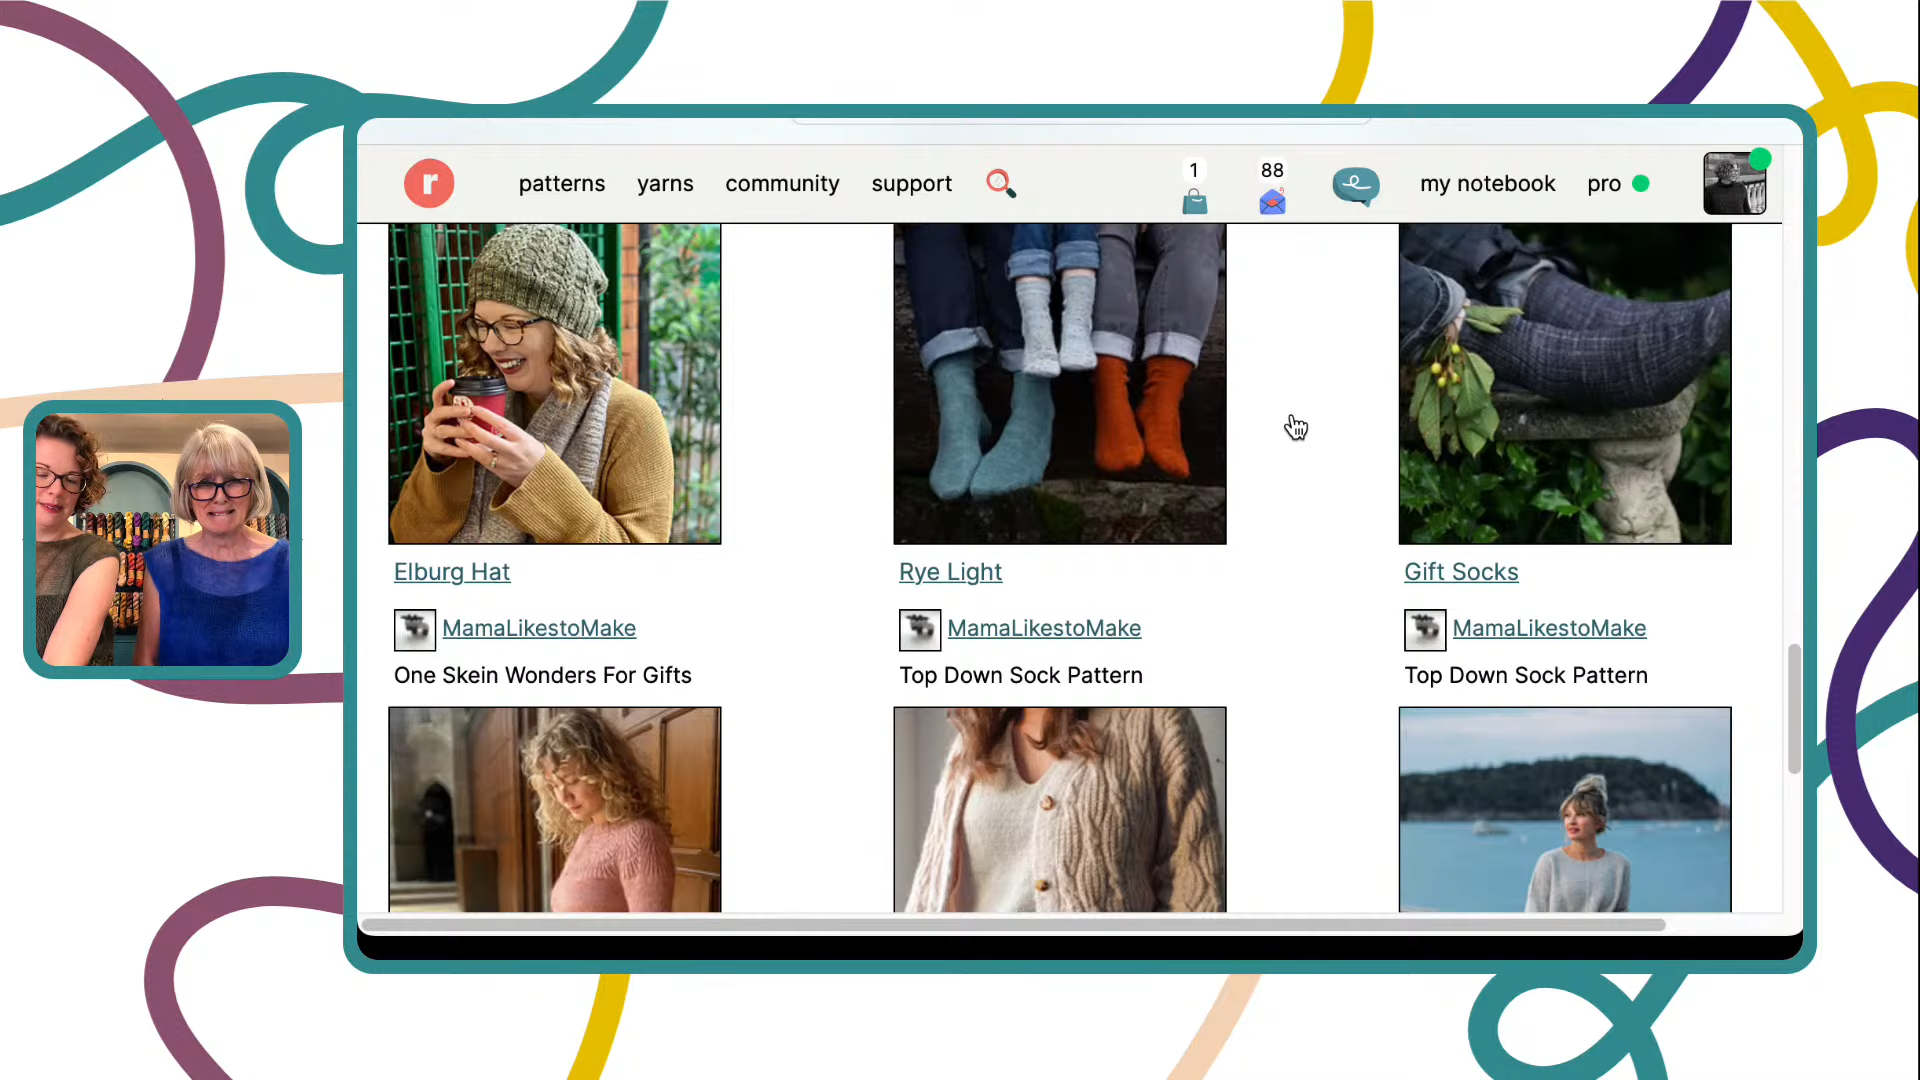 r patterns yarns community support 1 88 my notebook pro
Elburg Hat Rye Light Gift Socks
MamaLikestoMake MamaLikestoMake MamaLikestoMake
One Skein Wonders For Gifts Top Down Sock Pattern Top Down Sock Pattern